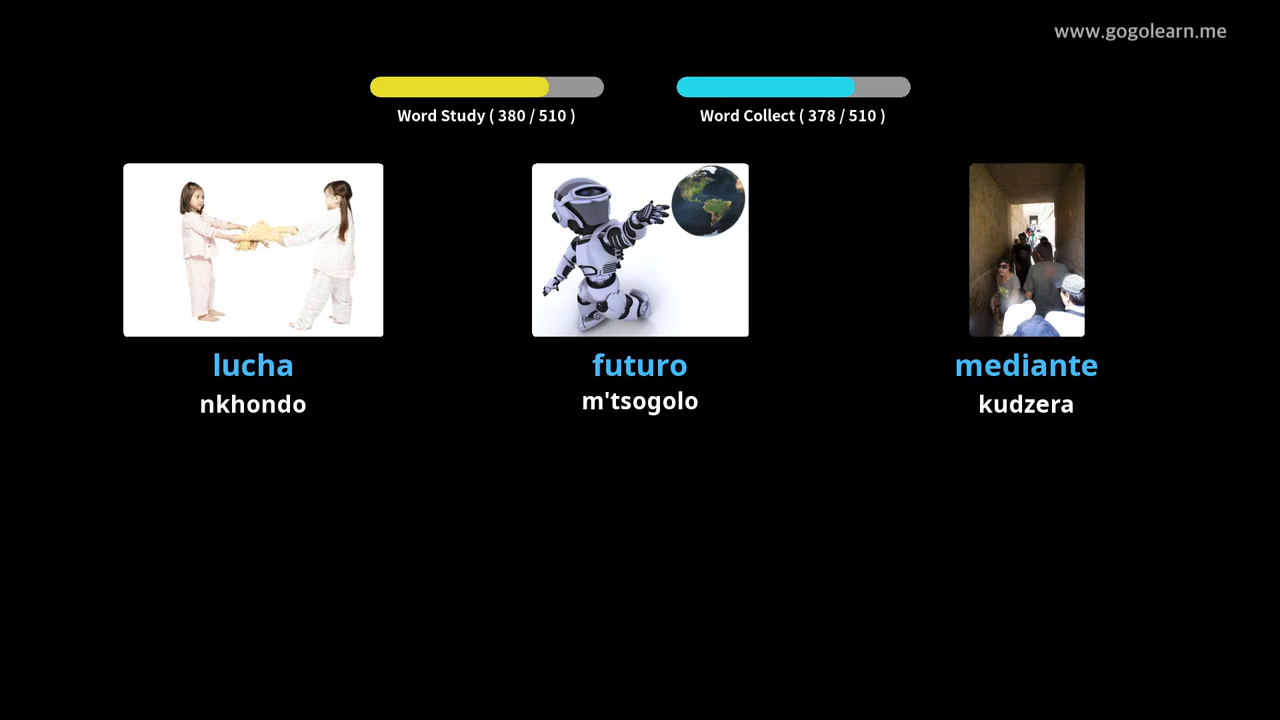 www.gogolearn.me
Word Study ( 380 / 510 )
Word Collect ( 378 / 510 )
lucha
nkhondo
futuro
m'tsogolo
mediante
kudzera